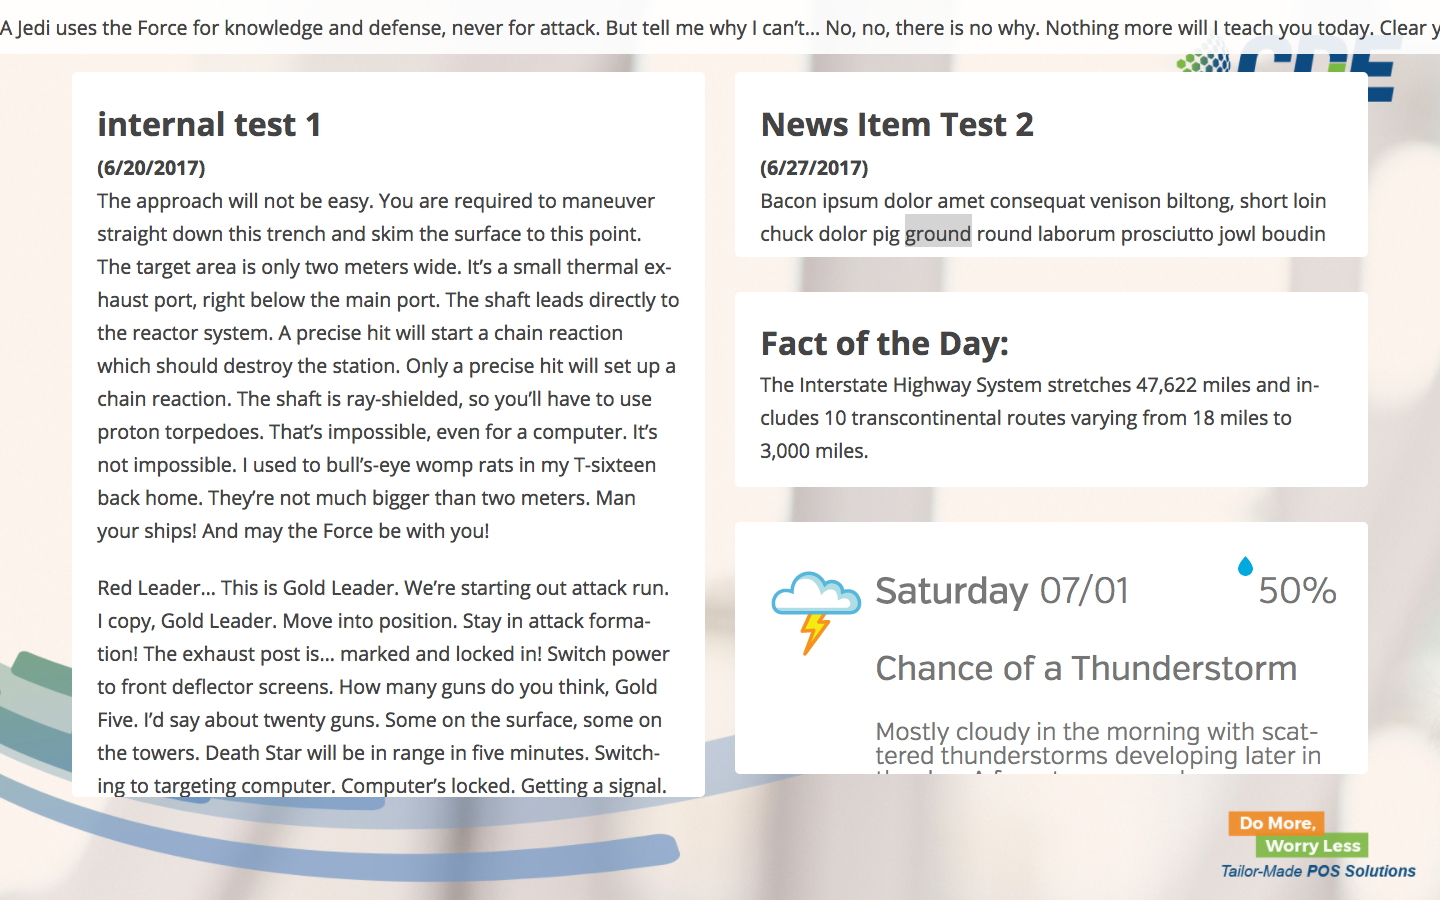 A Jedi uses the Force for knowledge and defense, never for attack. But tell me why I can’t… No, no, there is no why. Nothing more will I teach you today. Clear y
CDE
internal test 1
(6/20/2017)
The approach will not be easy. You are required to maneuver
straight down this trench and skim the surface to this point.
The target area is only two meters wide. It’s a small thermal ex-
haust port, right below the main port. The shaft leads directly to
the reactor system. A precise hit will start a chain reaction
which should destroy the station. Only a precise hit will set up a
chain reaction. The shaft is ray-shielded, so you’ll have to use
proton torpedoes. That’s impossible, even for a computer. It’s
not impossible. I used to bull’s-eye womp rats in my T-sixteen
back home. They’re not much bigger than two meters. Man
your ships! And may the Force be with you!
Red Leader… This is Gold Leader. We’re starting out attack run.
I copy, Gold Leader. Move into position. Stay in attack forma-
tion! The exhaust post is… marked and locked in! Switch power
to front deflector screens. How many guns do you think, Gold
Five. I’d say about twenty guns. Some on the surface, some on
the towers. Death Star will be in range in five minutes. Switch-
ing to targeting computer. Computer’s locked. Getting a signal.
News Item Test 2
(6/27/2017)
Bacon ipsum dolor amet consequat venison biltong, short loin
chuck dolor pig ground round laborum prosciutto jowl boudin
Fact of the Day:
The Interstate Highway System stretches 47,622 miles and in-
cludes 10 transcontinental routes varying from 18 miles to
3,000 miles.
Saturday 07/01 50%
Chance of a Thunderstorm
Mostly cloudy in the morning with scat-
tered thunderstorms developing later in
Do More,
Worry Less
Tailor-Made POS Solutions